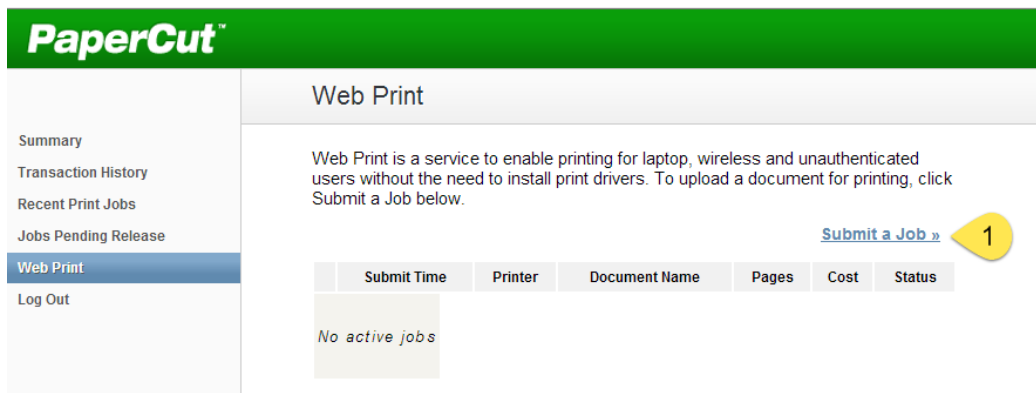 PaperCut™
Web Print
Summary
Transaction History
Recent Print Jobs
Jobs Pending Release
Web Print
Log Out
Web Print is a service to enable printing for laptop, wireless and unauthenticated
users without the need to install print drivers. To upload a document for printing, click
Submit a Job below.
Submit a Job »
1
Submit Time Printer Document Name Pages Cost Status
No active jobs